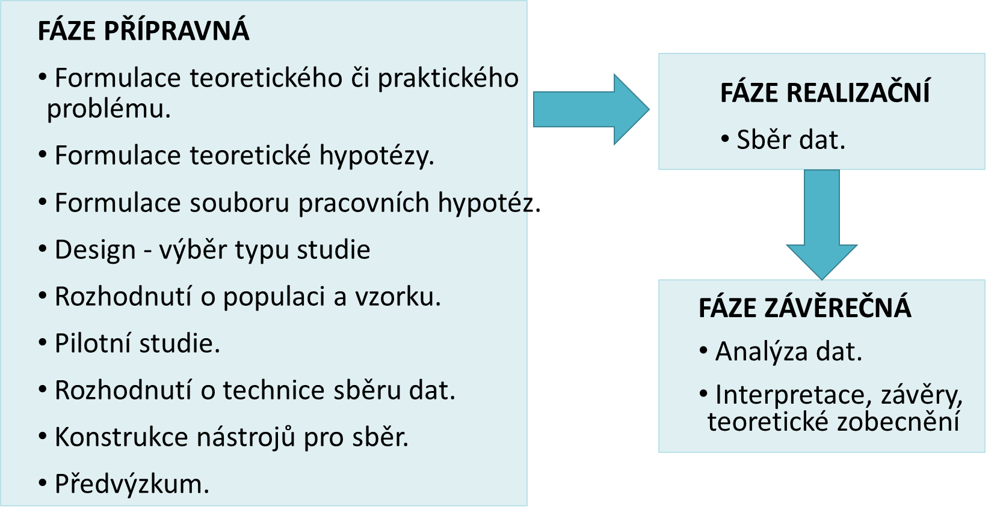 FÁZE PŘÍPRAVNÁ
• Formulace teoretického či praktického
problému.
• Formulace teoretické hypotézy.
• Formulace souboru pracovních hypotéz.
• Design - výběr typu studie
• Rozhodnutí o populaci a vzorku.
• Pilotní studie.
• Rozhodnutí o technice sběru dat.
• Konstrukce nástrojů pro sběr.
• Předvýzkum.
FÁZE REALIZAČNÍ
• Sběr dat.
FÁZE ZÁVĚREČNÁ
• Analýza dat.
• Interpretace, závěry,
teoretické zobecnění